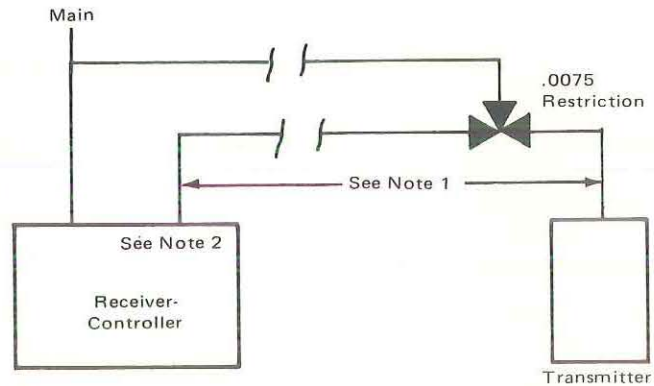 Main
.0075
Restriction
See Note 1
See Note 2
Receiver-
Controller
Transmitter